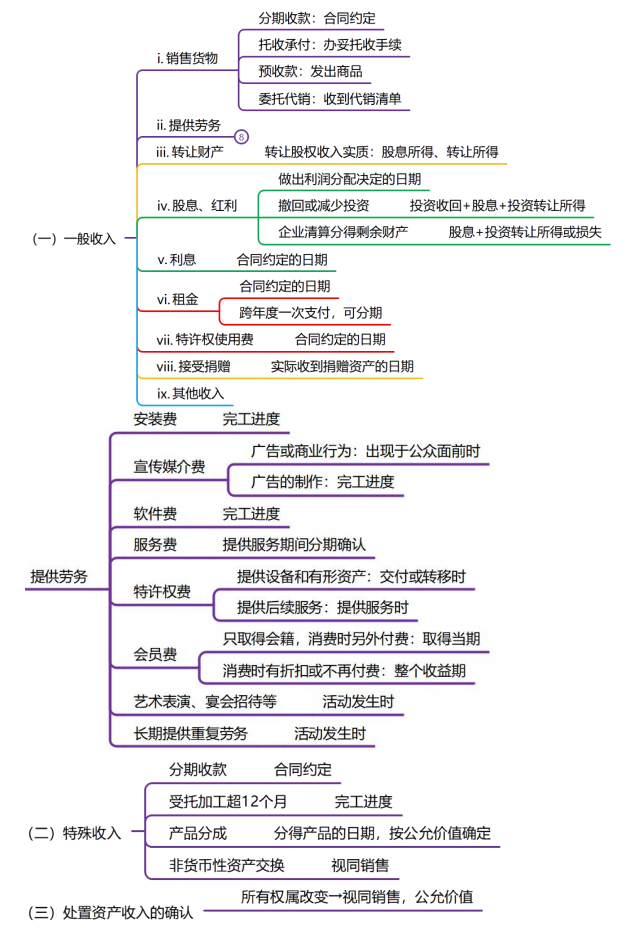 （一）一般收入
i. 销售货物
分期收款：合同约定
托收承付：办妥托收手续
预收款：发出商品
委托代销：收到代销清单
ii. 提供劳务 8
iii. 转让财产 转让股权收入实质：股息所得、转让所得
iv. 股息、红利
做出利润分配决定的日期
撤回或减少投资 投资收回+股息+投资转让所得
企业清算分得剩余财产 股息+投资转让所得或损失
v. 利息 合同约定的日期
vi. 租金
合同约定的日期
跨年度一次支付，可分期
vii. 特许权使用费 合同约定的日期
viii. 接受捐赠 实际收到捐赠资产的日期
ix. 其他收入
提供劳务
安装费 完工进度
宣传媒介费
广告或商业行为：出现于公众面前时
广告的制作：完工进度
软件费 完工进度
服务费 提供服务期间分期确认
特许权费
提供设备和有形资产：交付或转移时
提供后续服务：提供服务时
会员费
只取得会籍，消费时另外付费：取得当期
消费时有折扣或不再付费：整个收益期
艺术表演、宴会招待等 活动发生时
长期提供重复劳务 活动发生时
（二）特殊收入
分期收款 合同约定
受托加工超12个月 完工进度
产品分成 分得产品的日期，按公允价值确定
非货币性资产交换 视同销售
（三）处置资产收入的确认 所有权属改变→视同销售，公允价值